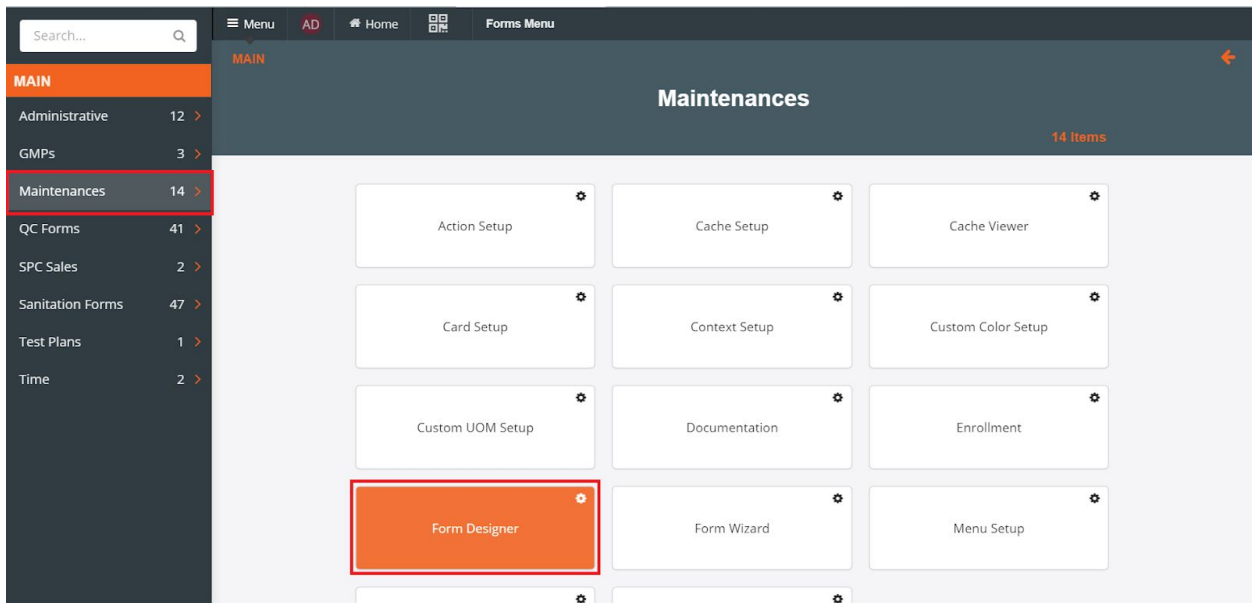 Search...
Menu AD Home Forms Menu
MAIN
MAIN
Maintenances
14 Items
Administrative 12
GMPs 3
Maintenances 14
QC Forms 41
SPC Sales 2
Sanitation Forms 47
Test Plans 1
Time 2
Action Setup
Cache Setup
Cache Viewer
Card Setup
Context Setup
Custom Color Setup
Custom UOM Setup
Documentation
Enrollment
Form Designer
Form Wizard
Menu Setup